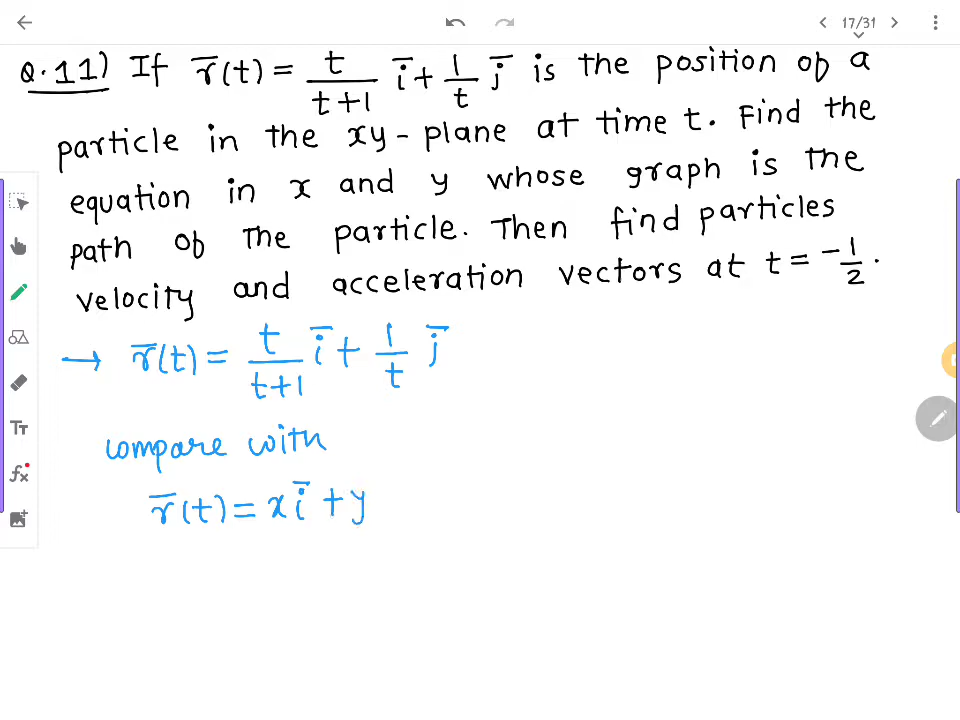 17/31
Q.11) If r̅(t) = t/(t+1) i̅ + 1/t j̅ is the position of a
particle in the xy-plane at time t. Find the
equation in x and y whose graph is the
path of the particle. Then find particles
velocity and acceleration vectors at t = -1/2.
→ r̅(t) = t/(t+1) i̅ + 1/t j̅
compare with
r̅(t) = x i̅ + y
Tт
fx